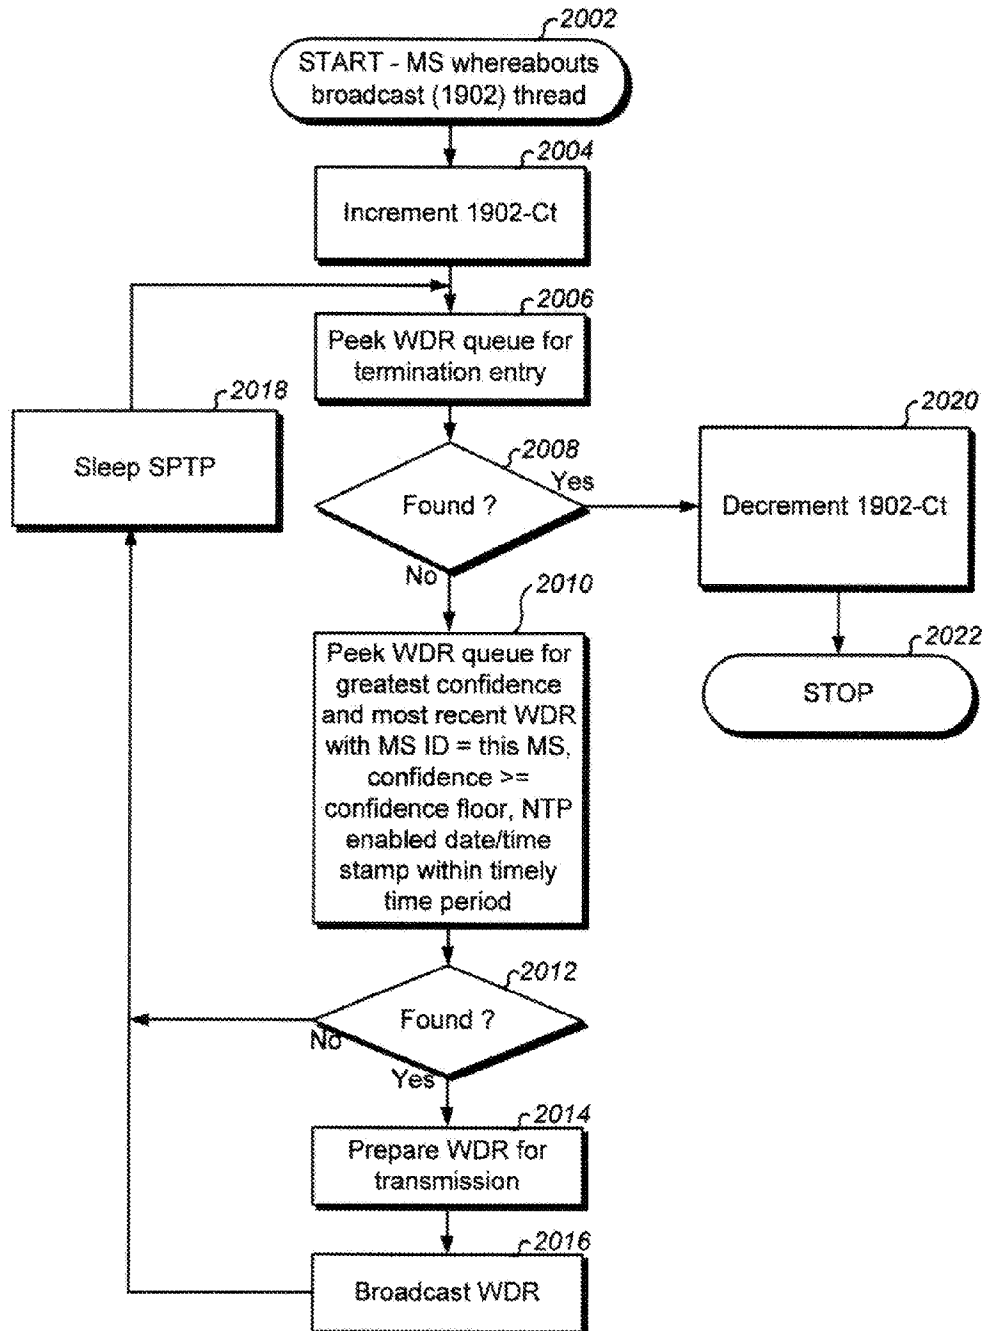 2002
START - MS whereabouts
broadcast (1902) thread
2004
Increment 1902-Ct
2006
Peek WDR queue for
termination entry
2018
Sleep SPTP
2008
Found ?
Yes
No
2020
Decrement 1902-Ct
2022
STOP
2010
Peek WDR queue for
greatest confidence
and most recent WDR
with MS ID = this MS,
confidence >=
confidence floor, NTP
enabled date/time
stamp within timely
time period
2012
Found ?
No
Yes
2014
Prepare WDR for
transmission
2016
Broadcast WDR